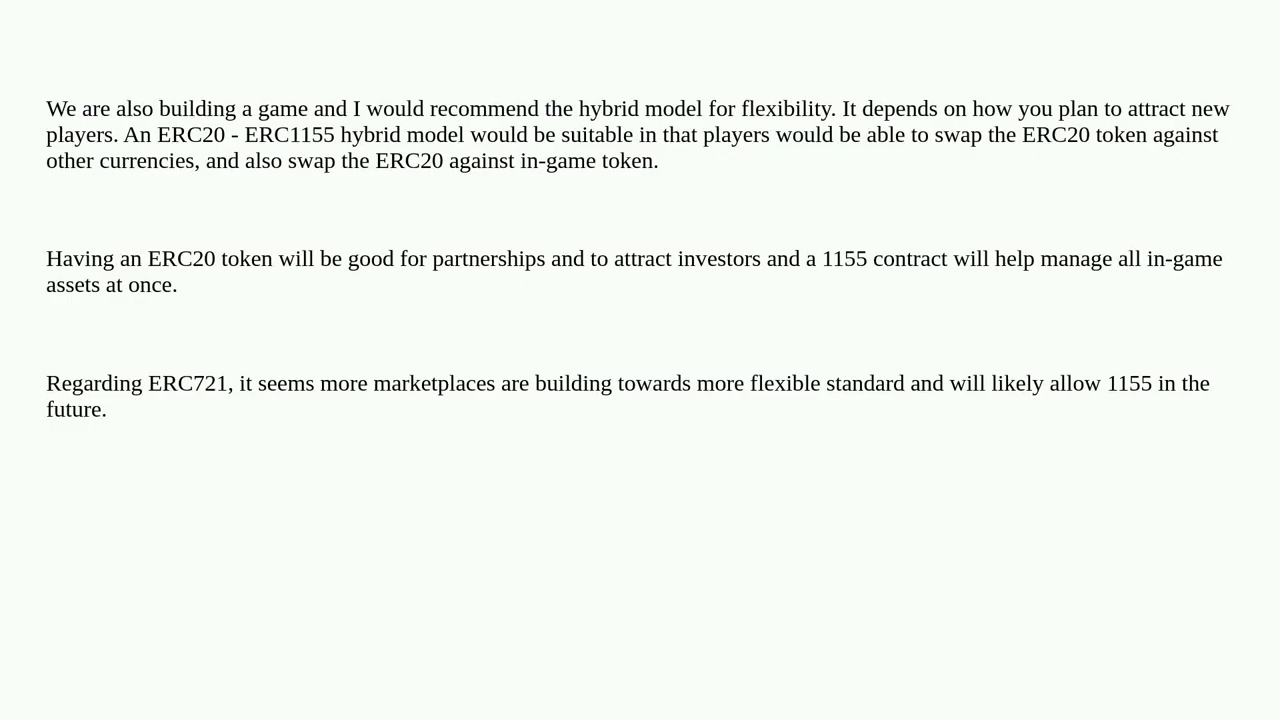 We are also building a game and I would recommend the hybrid model for flexibility. It depends on how you plan to attract new
players. An ERC20 - ERC1155 hybrid model would be suitable in that players would be able to swap the ERC20 token against
other currencies, and also swap the ERC20 against in-game token.
Having an ERC20 token will be good for partnerships and to attract investors and a 1155 contract will help manage all in-game
assets at once.
Regarding ERC721, it seems more marketplaces are building towards more flexible standard and will likely allow 1155 in the
future.